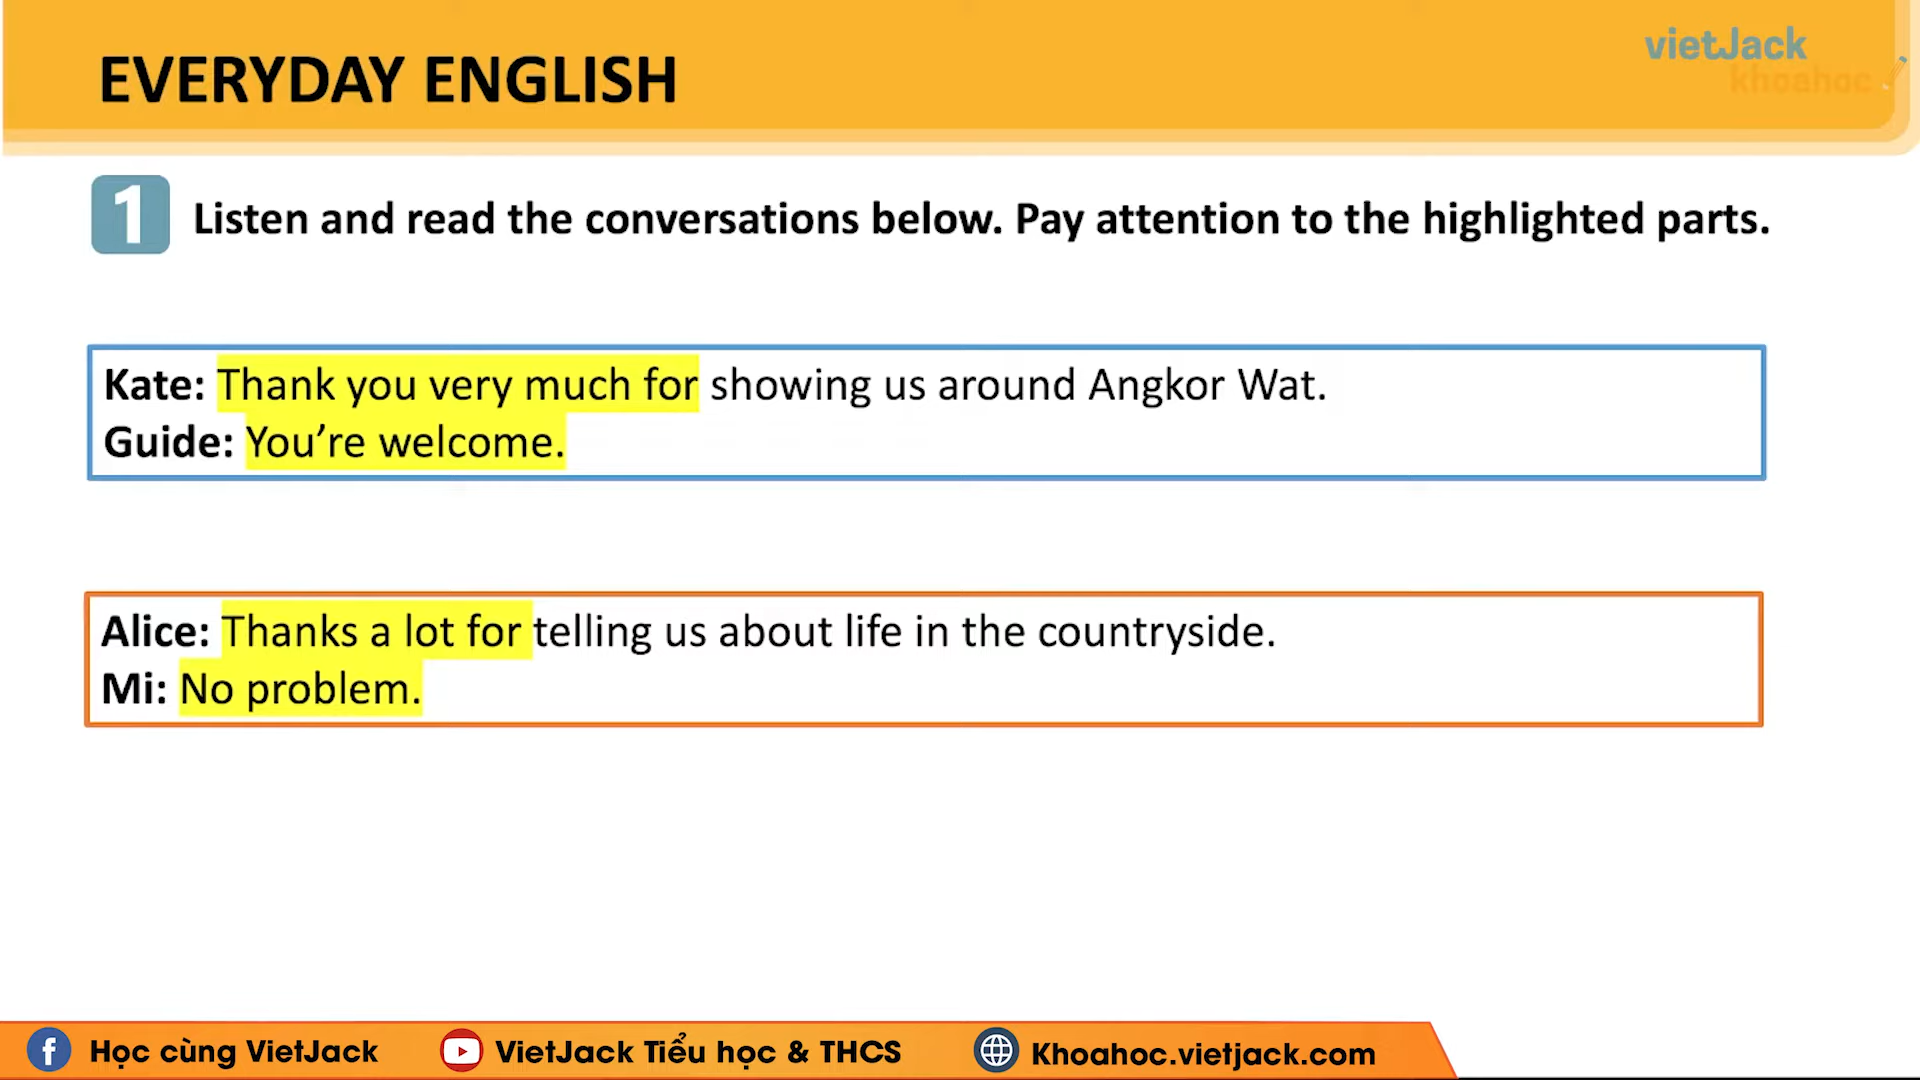 EVERYDAY ENGLISH
vietJack
khoahoc
1 Listen and read the conversations below. Pay attention to the highlighted parts.
Kate: Thank you very much for showing us around Angkor Wat.
Guide: You’re welcome.
Alice: Thanks a lot for telling us about life in the countryside.
Mi: No problem.
Học cùng VietJack
VietJack Tiểu học & THCS
Khoahoc.vietjack.com